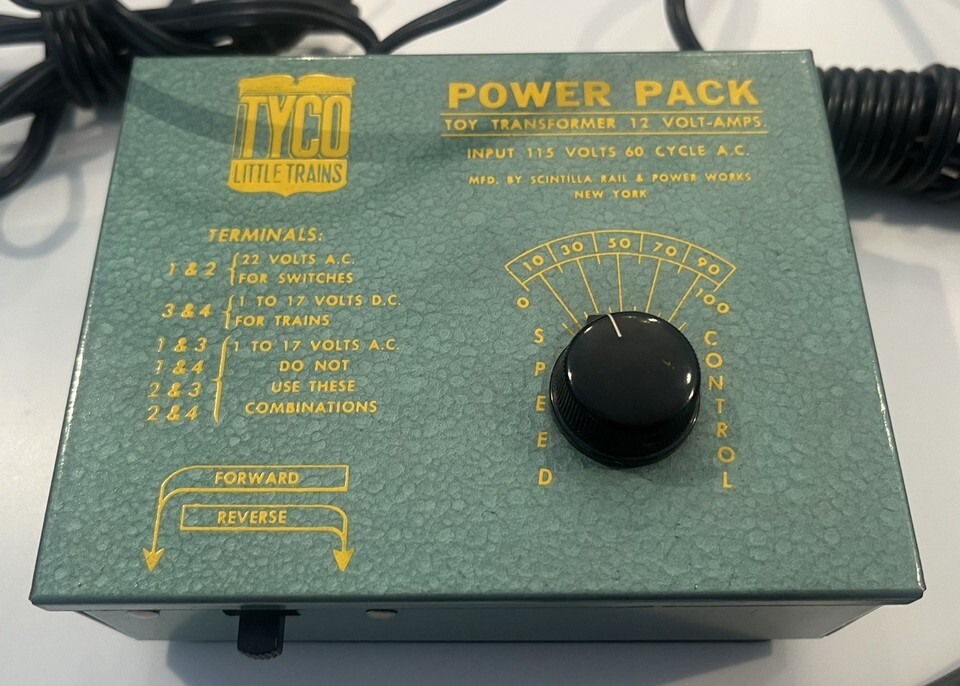 TYCO
LITTLE TRAINS
POWER PACK
TOY TRANSFORMER 12 VOLT-AMPS.
INPUT 115 VOLTS 60 CYCLE A.C.
MFD. BY SCINTILLA RAIL & POWER WORKS
NEW YORK
TERMINALS:
1 & 2 { 22 VOLTS A.C.
FOR SWITCHES
3 & 4 { 1 TO 17 VOLTS D.C.
FOR TRAINS
1 & 3 { 1 TO 17 VOLTS A.C.
1 & 4 DO NOT
2 & 3 USE THESE
2 & 4 COMBINATIONS
FORWARD
REVERSE
0 10 30 50 70 90 100
SPEED
CONTROL